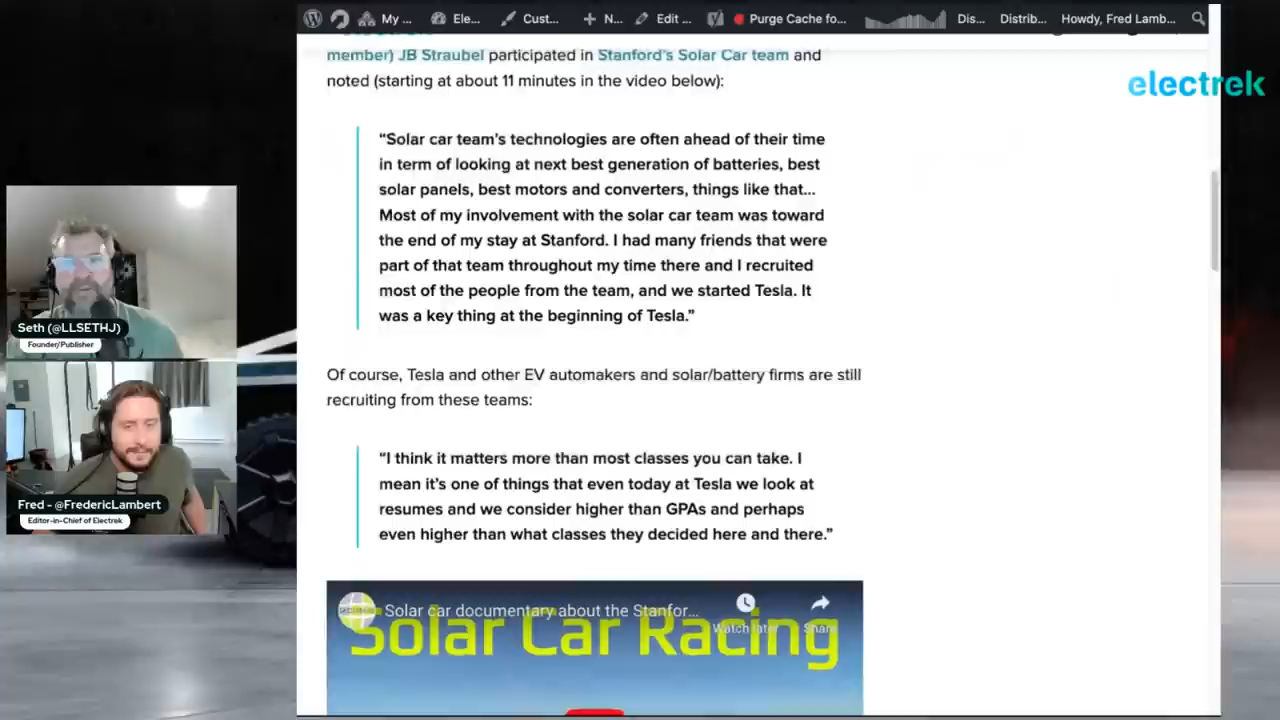 My ...
Ele...
Cust...
N...
Edit ...
Purge Cache fo...
Dis...
Distrib...
Howdy, Fred Lamb...
member) JB Straubel participated in Stanford's Solar Car team and
noted (starting at about 11 minutes in the video below):
electrek
“Solar car team’s technologies are often ahead of their time
in term of looking at next best generation of batteries, best
solar panels, best motors and converters, things like that...
Most of my involvement with the solar car team was toward
the end of my stay at Stanford. I had many friends that were
part of that team throughout my time there and I recruited
most of the people from the team, and we started Tesla. It
was a key thing at the beginning of Tesla.”
Seth (@LLSETHJ)
Founder/Publisher
Of course, Tesla and other EV automakers and solar/battery firms are still
recruiting from these teams:
“I think it matters more than most classes you can take. I
mean it’s one of things that even today at Tesla we look at
resumes and we consider higher than GPAs and perhaps
even higher than what classes they decided here and there.”
Fred - @FredericLambert
Editor-in-Chief of Electrek
Solar car documentary about the Stanfor...
Watch later
Share
Solar Car Racing